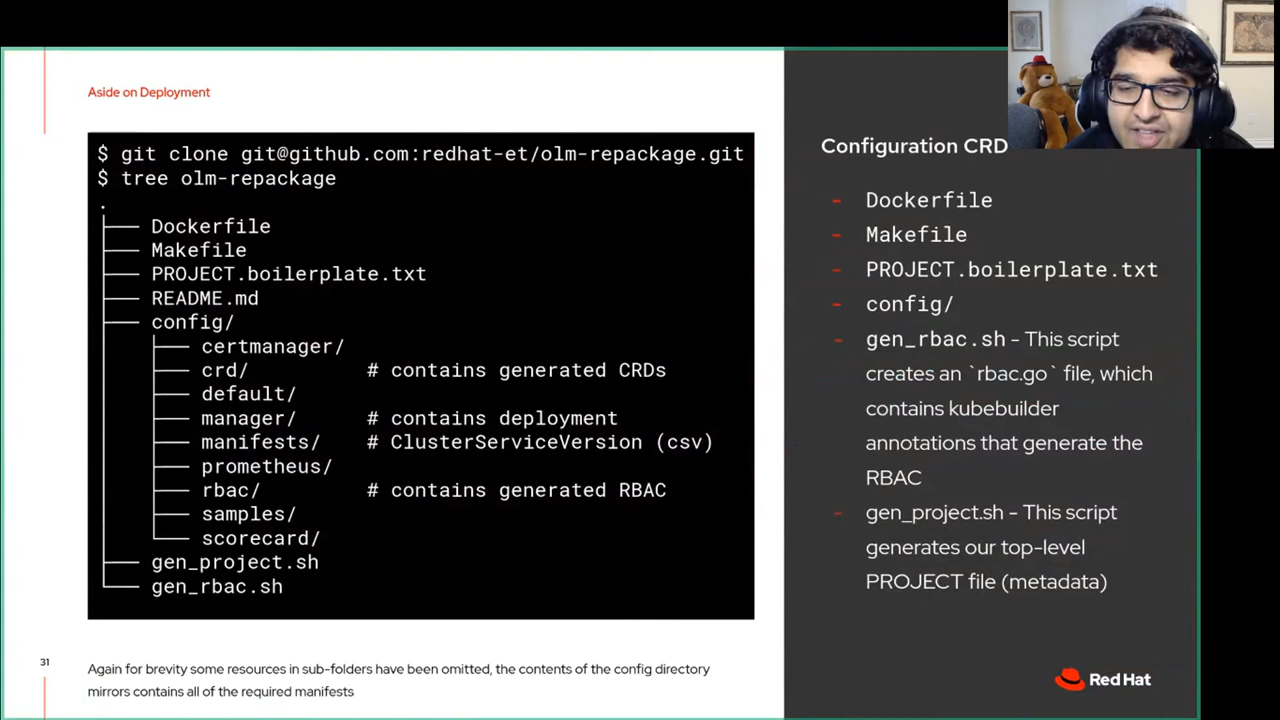 Aside on Deployment
$ git clone git@github.com:redhat-et/olm-repackage.git
$ tree olm-repackage
.
├── Dockerfile
├── Makefile
├── PROJECT.boilerplate.txt
├── README.md
├── config/
├── certmanager/
├── crd/ # contains generated CRDs
├── default/
├── manager/ # contains deployment
├── manifests/ # ClusterServiceVersion (csv)
├── prometheus/
├── rbac/ # contains generated RBAC
├── samples/
└── scorecard/
├── gen_project.sh
└── gen_rbac.sh
31
Again for brevity some resources in sub-folders have been omitted, the contents of the config directory
mirrors contains all of the required manifests
Configuration CRD
- Dockerfile
- Makefile
- PROJECT.boilerplate.txt
- config/
- gen_rbac.sh - This script
creates an `rbac.go` file, which
contains kubebuilder
annotations that generate the
RBAC
- gen_project.sh - This script
generates our top-level
PROJECT file (metadata)
Red Hat